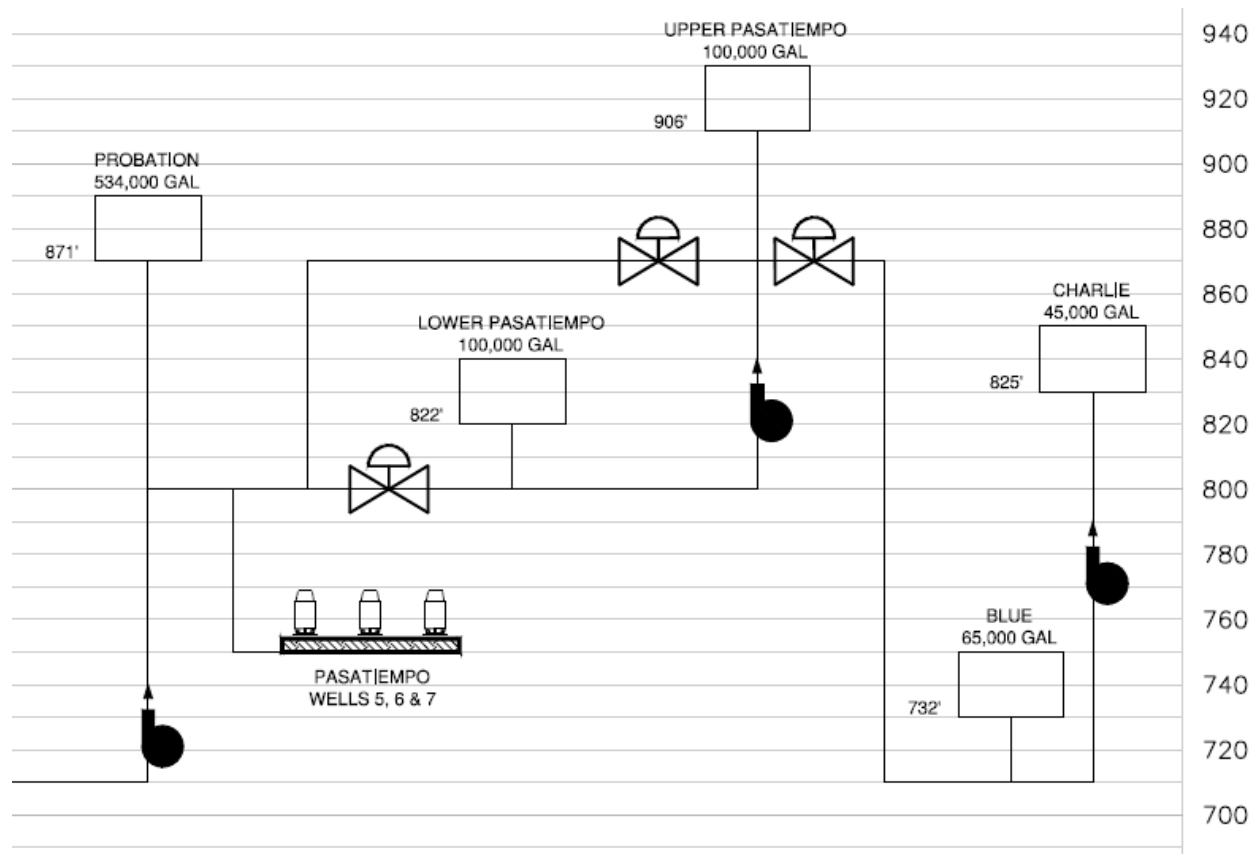 UPPER PASATIEMPO
100,000 GAL
906'
PROBATION
534,000 GAL
871'
LOWER PASATIEMPO
100,000 GAL
822'
CHARLIE
45,000 GAL
825'
BLUE
65,000 GAL
732'
PASATIEMPO
WELLS 5, 6 & 7
940
920
900
880
860
840
820
800
780
760
740
720
700